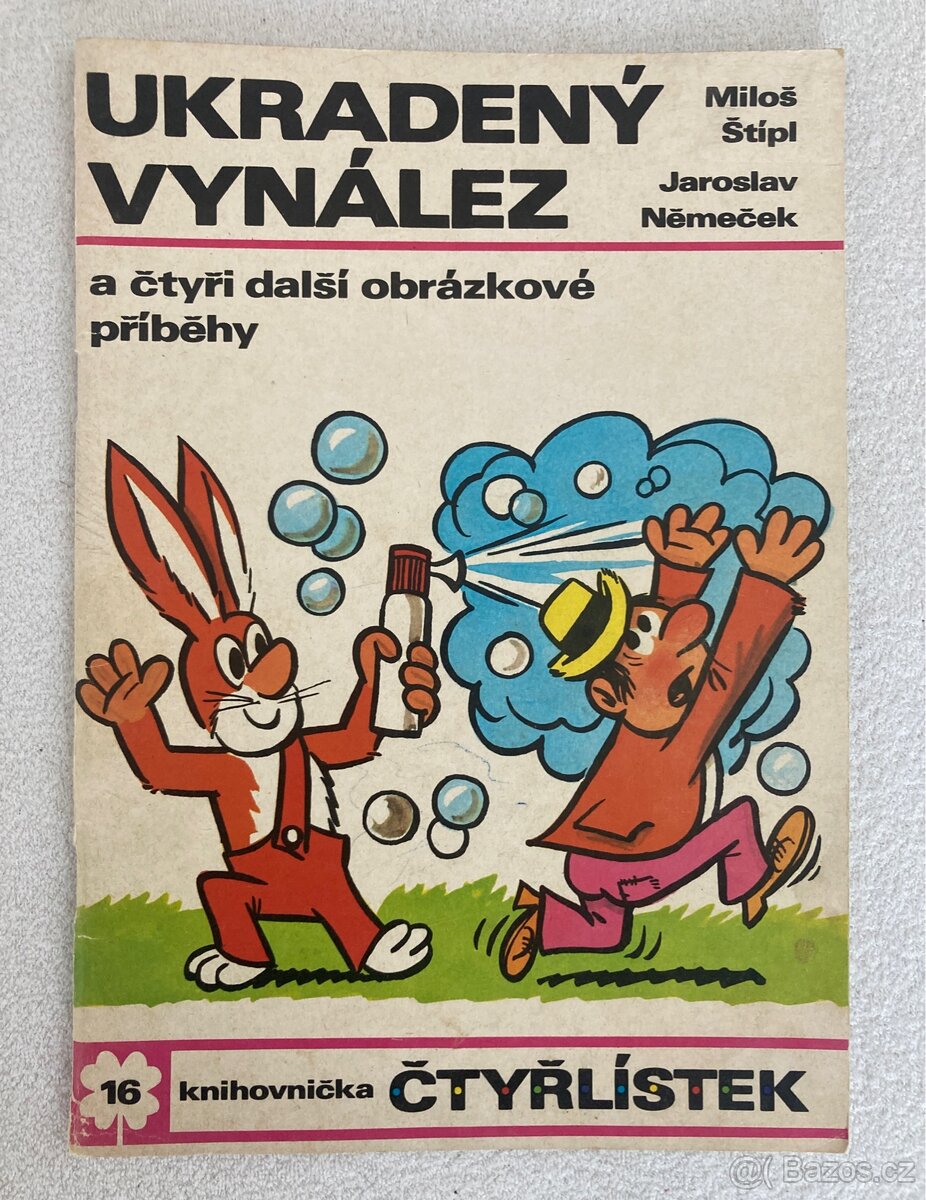 UKRADENÝ
VYNÁLEZ
Miloš
Štípl
Jaroslav
Němeček
a čtyři další obrázkové
příběhy
16
knihovnička ČTYŘLÍSTEK
@( Bazos.cz